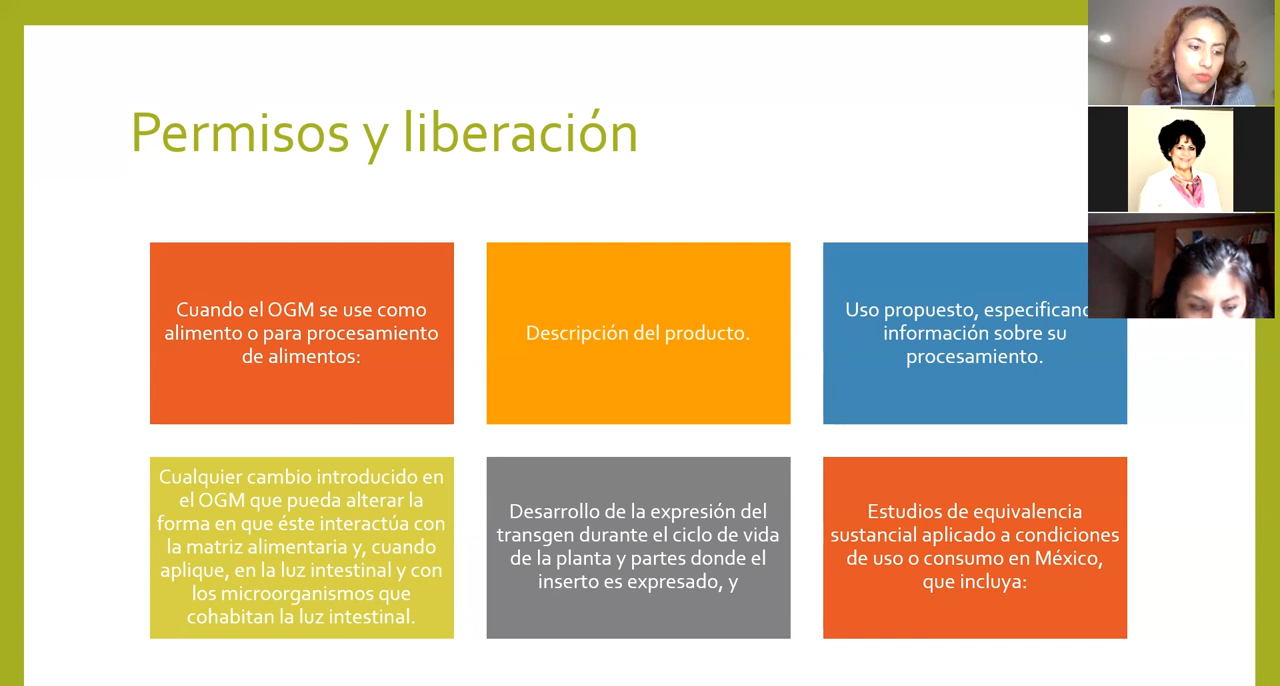 Permisos y liberación
Cuando el OGM se use como
alimento o para procesamiento
de alimentos:
Descripción del producto.
Uso propuesto,
información sobre su
procesamiento.
Cualquier cambio introducido en
el OGM que pueda alterar la
forma en que éste interactúa con
la matriz alimentaria y, cuando
aplique, en la luz intestinal y con
los microorganismos que
cohabitan la luz intestinal.
Desarrollo de la expresión del
transgen durante el ciclo de vida
de la planta y partes donde el
inserto es expresado, y
Estudios de equivalencia
sustancial aplicado a condiciones
de uso o consumo en México,
que incluya: